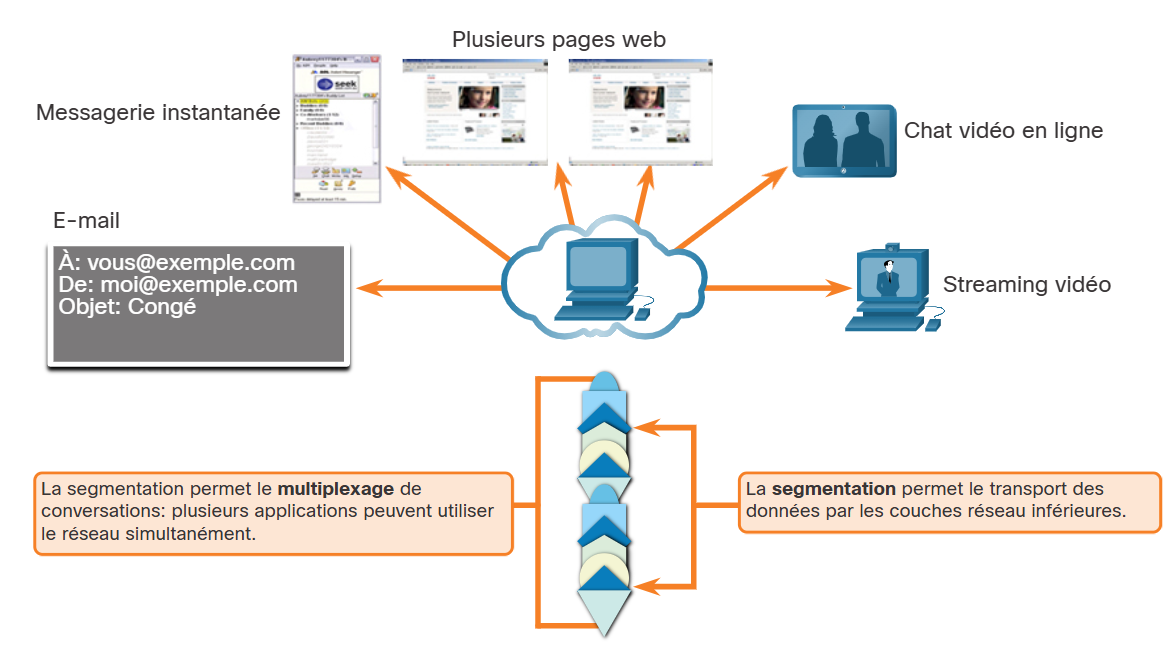 Plusieurs pages web
Messagerie instantanée
seek
Chat vidéo en ligne
E-mail
À: vous@exemple.com
De: moi@exemple.com
Objet: Congé
Streaming vidéo
La segmentation permet le multiplexage de
conversations: plusieurs applications peuvent utiliser
le réseau simultanément.
La segmentation permet le transport des
données par les couches réseau inférieures.